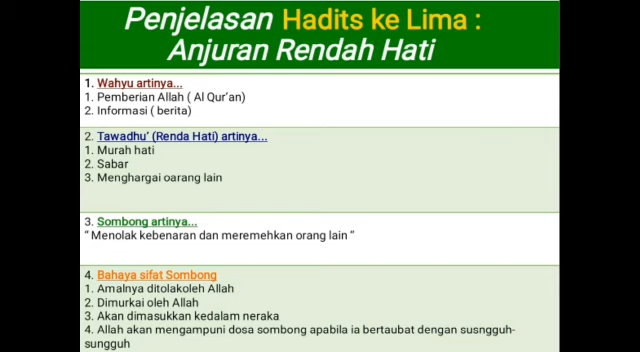 Penjelasan Hadits ke Lima :
Anjuran Rendah Hati
1. Wahyu artinya...
1. Pemberian Allah ( Al Qur'an)
2. Informasi ( berita)
2. Tawadhu' (Renda Hati) artinya...
1. Murah hati
2. Sabar
3. Menghargai oarang lain
3. Sombong artinya...
" Menolak kebenaran dan meremehkan orang lain "
4. Bahaya sifat Sombong
1. Amalnya ditolakoleh Allah
2. Dimurkai oleh Allah
3. Akan dimasukkan kedalam neraka
4. Allah akan mengampuni dosa sombong apabila ia bertaubat dengan susngguh-
sungguh